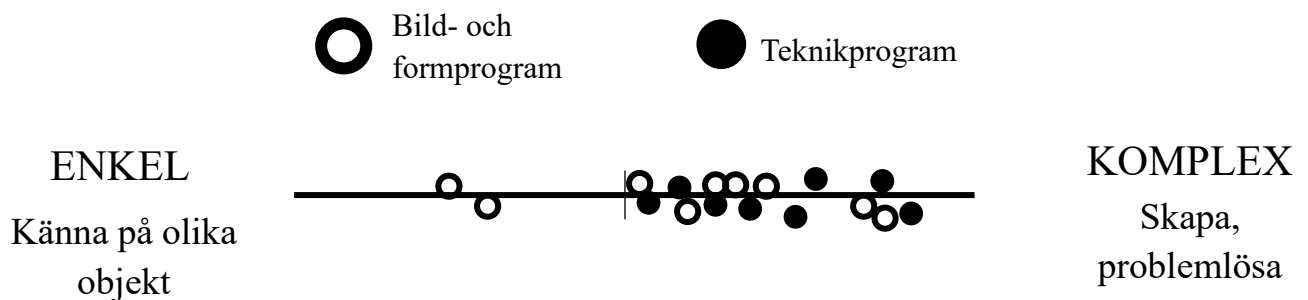 Bild- och
formprogram
Teknikprogram
ENKEL
Känna på olika
objekt
KOMPLEX
Skapa,
problemlösa